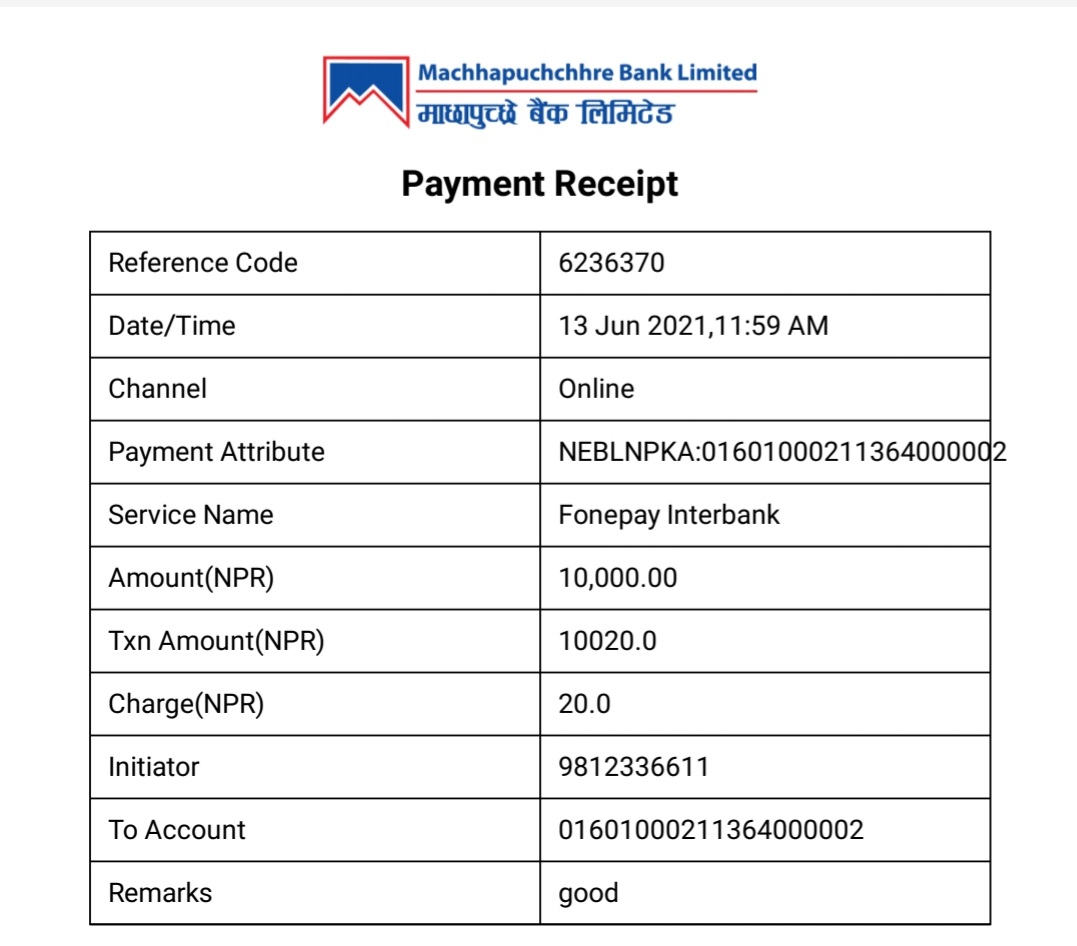 Machhapuchchhre Bank Limited
माछापुच्छ्रे बैंक लिमिटेड
Payment Receipt
Reference Code 6236370
Date/Time 13 Jun 2021,11:59 AM
Channel Online
Payment Attribute NEBLNPKA:01601000211364000002
Service Name Fonepay Interbank
Amount(NPR) 10,000.00
Txn Amount(NPR) 10020.0
Charge(NPR) 20.0
Initiator 9812336611
To Account 01601000211364000002
Remarks good